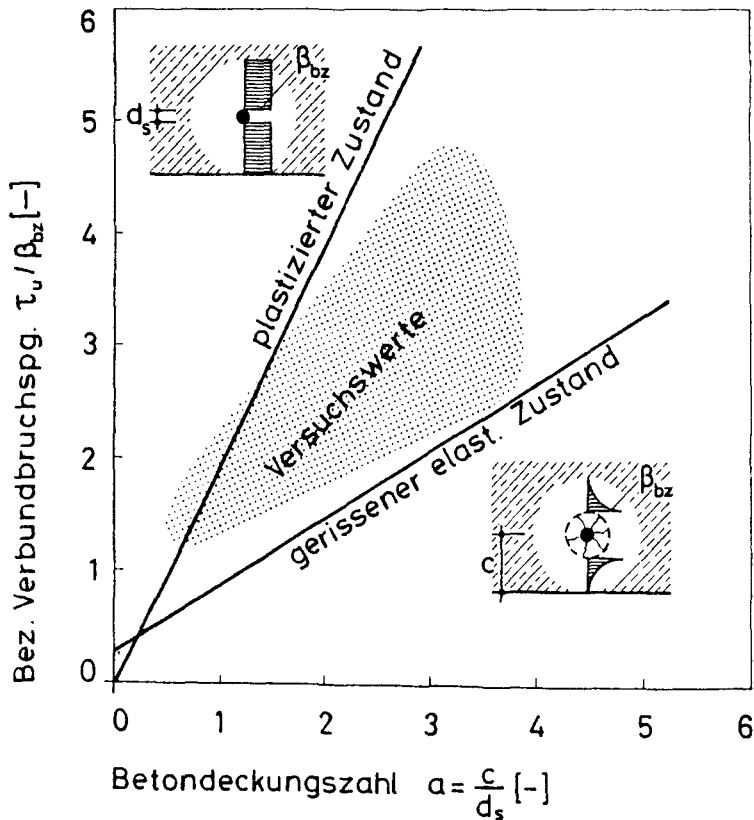 Bez. Verbundbruchspg. τᵤ/β_bz [-]
6
5
4
3
2
1
0
β_bz
d_s
plastizierter Zustand
Versuchswerte
gerissener elast. Zustand
β_bz
c
0 1 2 3 4 5 6
Betondeckungszahl a = c/d_s [-]